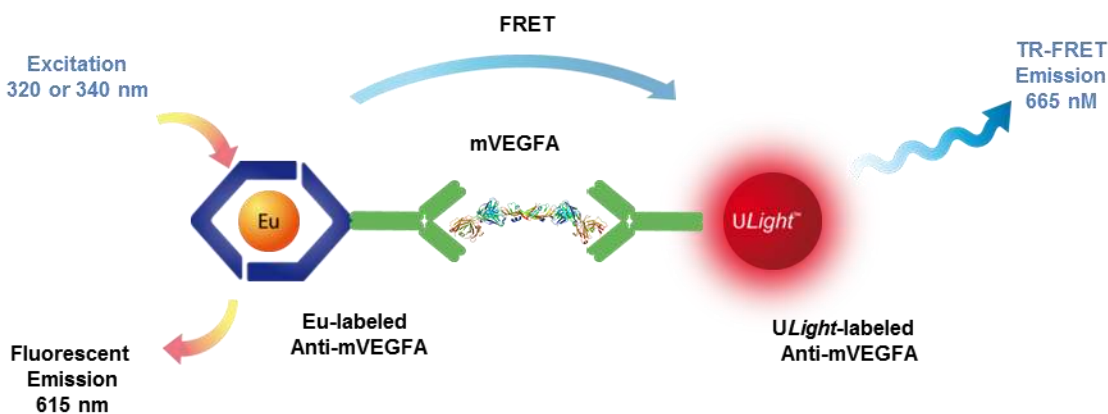 FRET
Excitation
320 or 340 nm
TR-FRET
Emission
665 nM
mVEGFA
Eu
ULight™
Eu-labeled
Anti-mVEGFA
ULight-labeled
Anti-mVEGFA
Fluorescent
Emission
615 nm